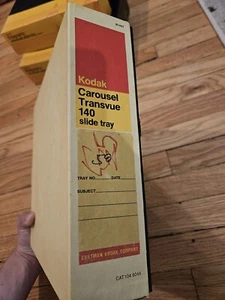 Kodak
Carousel
Transvue
140
slide tray
TRAY NO. DATE
SUBJECT
EASTMAN KODAK COMPANY